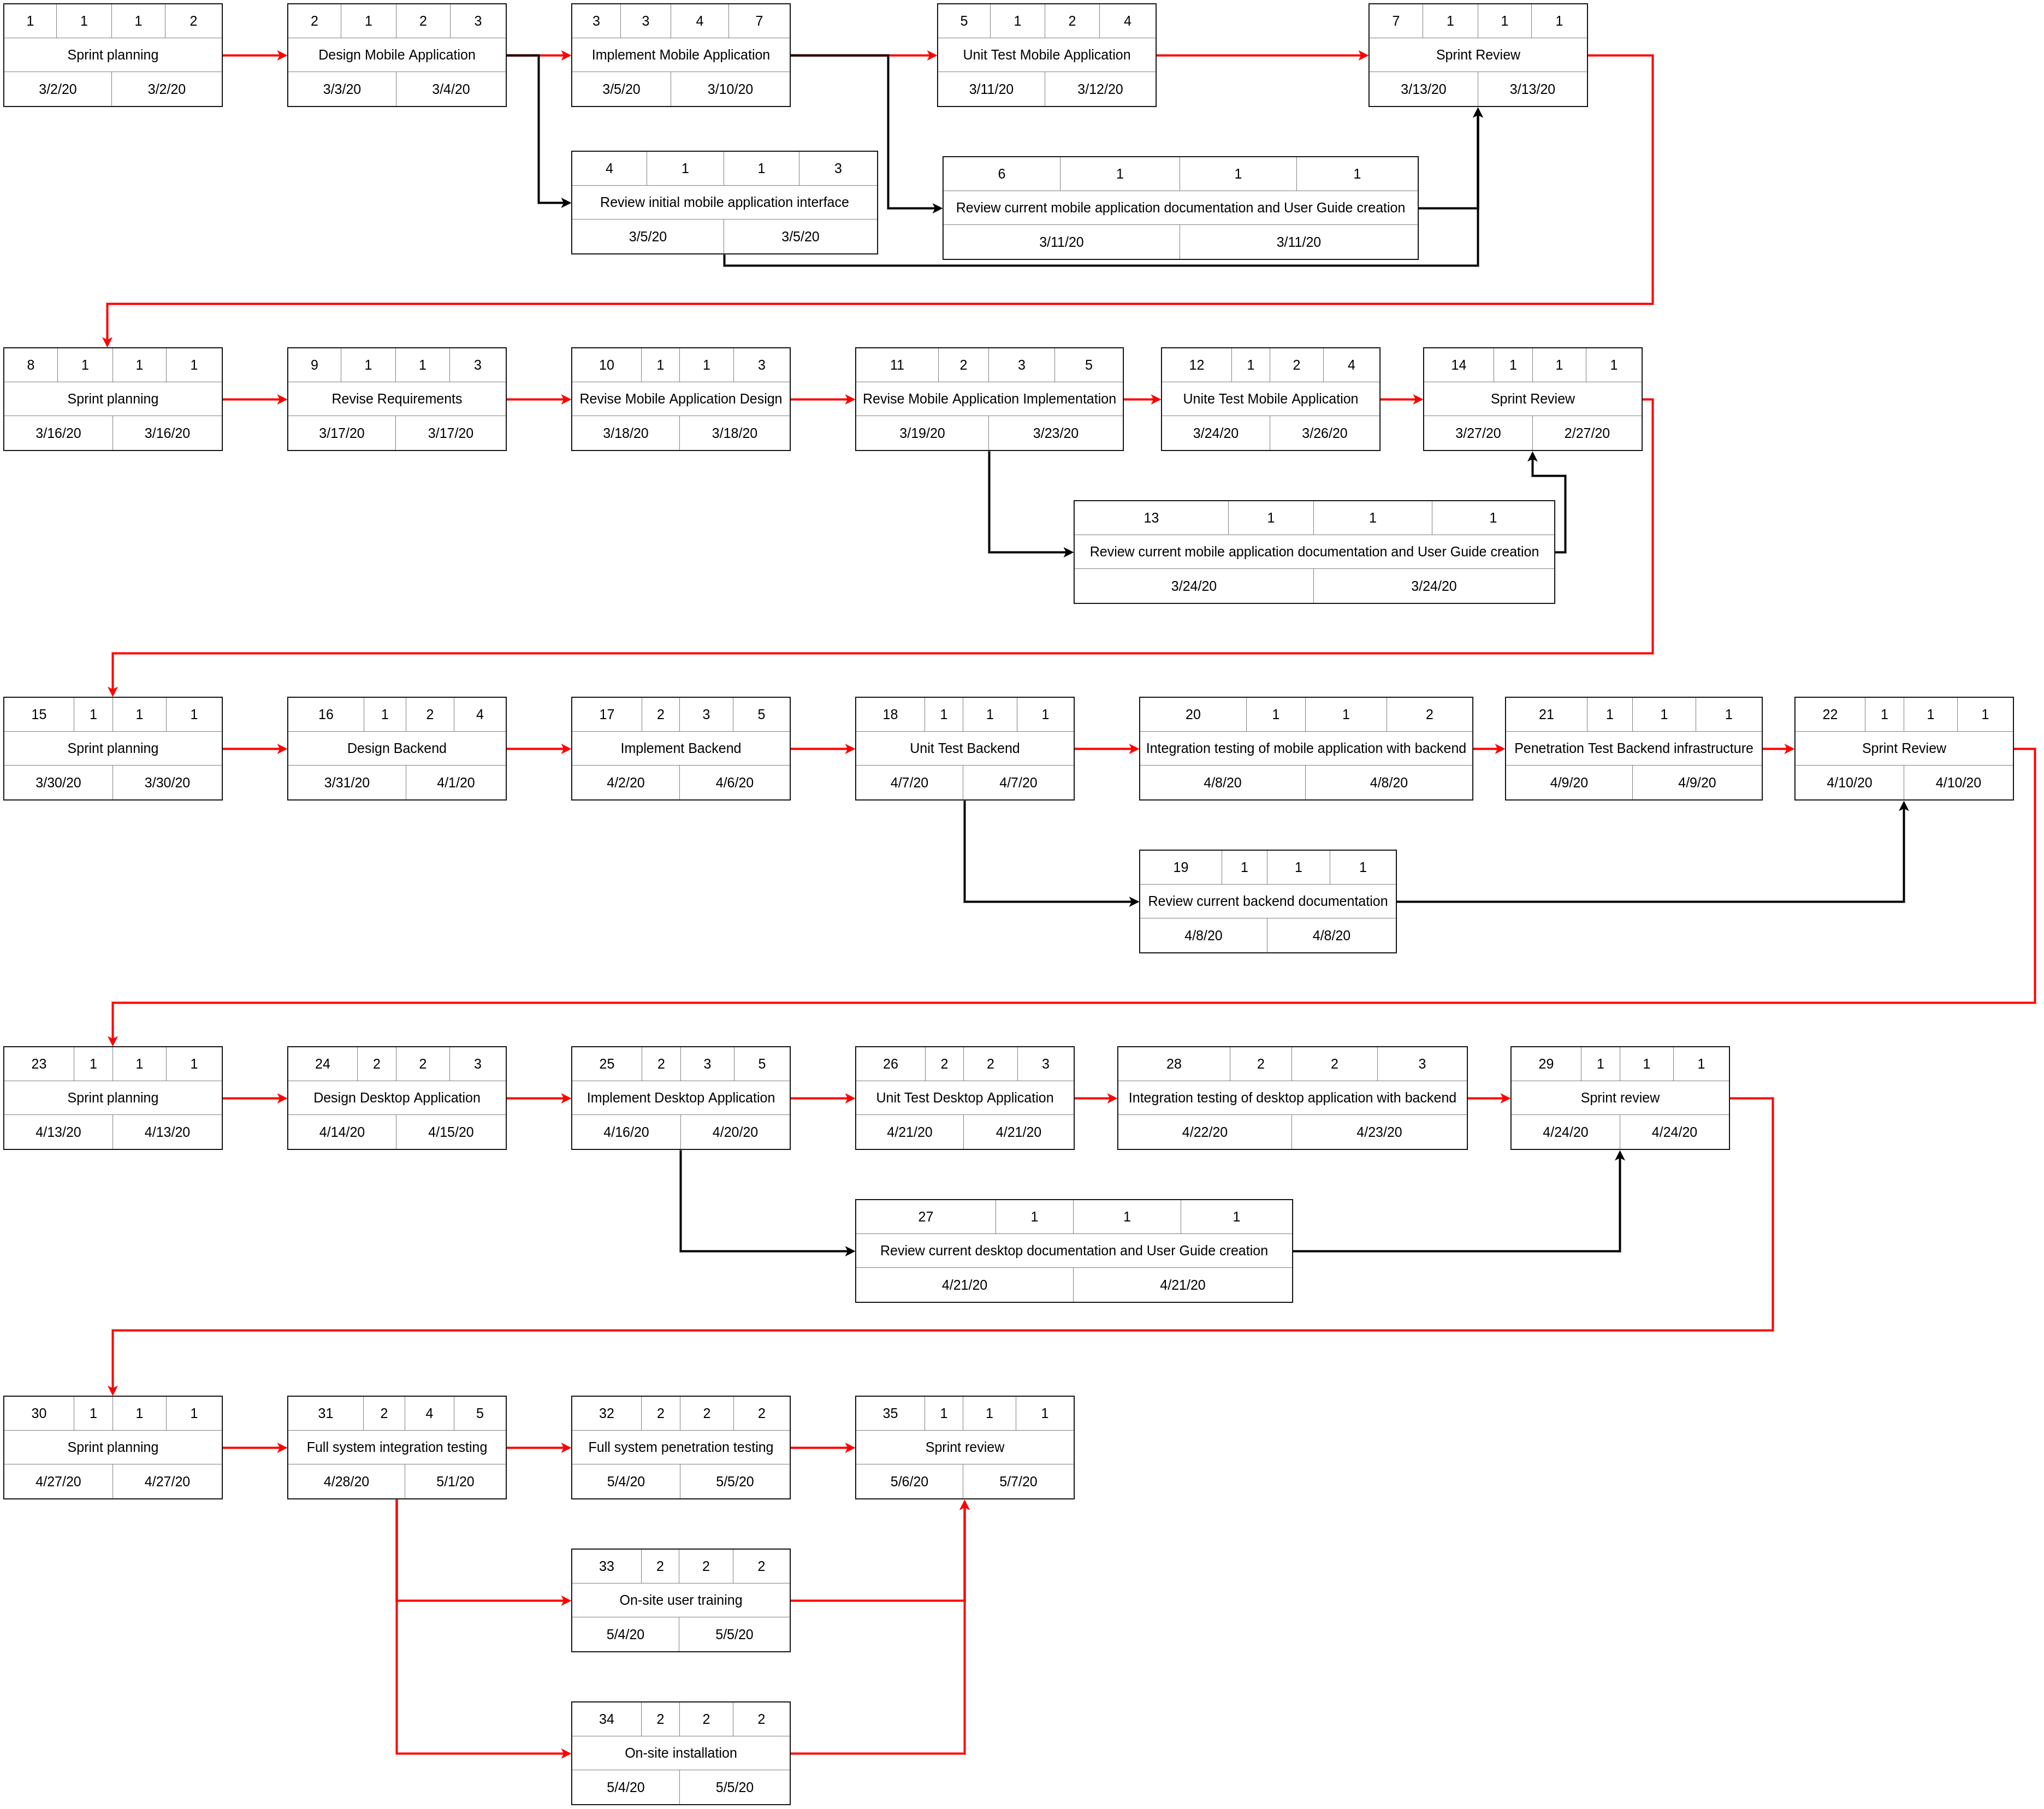 1 1 1 2
Sprint planning
3/2/20 3/2/20
2 1 2 3
Design Mobile Application
3/3/20 3/4/20
3 3 4 7
Implement Mobile Application
3/5/20 3/10/20
5 1 2 4
Unit Test Mobile Application
3/11/20 3/12/20
7 1 1 1
Sprint Review
3/13/20 3/13/20
4 1 1 3
Review initial mobile application interface
3/5/20 3/5/20
6 1 1 1
Review current mobile application documentation and User Guide creation
3/11/20 3/11/20
8 1 1 1
Sprint planning
3/16/20 3/16/20
9 1 1 3
Revise Requirements
3/17/20 3/17/20
10 1 1 3
Revise Mobile Application Design
3/18/20 3/18/20
11 2 3 5
Revise Mobile Application Implementation
3/19/20 3/23/20
12 1 2 4
Unite Test Mobile Application
3/24/20 3/26/20
14 1 1 1
Sprint Review
3/27/20 2/27/20
13 1 1 1
Review current mobile application documentation and User Guide creation
3/24/20 3/24/20
15 1 1 1
Sprint planning
3/30/20 3/30/20
16 1 2 4
Design Backend
3/31/20 4/1/20
17 2 3 5
Implement Backend
4/2/20 4/6/20
18 1 1 1
Unit Test Backend
4/7/20 4/7/20
20 1 1 2
Integration testing of mobile application with backend
4/8/20 4/8/20
21 1 1 1
Penetration Test Backend infrastructure
4/9/20 4/9/20
22 1 1 1
Sprint Review
4/10/20 4/10/20
19 1 1 1
Review current backend documentation
4/8/20 4/8/20
23 1 1 1
Sprint planning
4/13/20 4/13/20
24 2 2 3
Design Desktop Application
4/14/20 4/15/20
25 2 3 5
Implement Desktop Application
4/16/20 4/20/20
26 2 2 3
Unit Test Desktop Application
4/21/20 4/21/20
28 2 2 3
Integration testing of desktop application with backend
4/22/20 4/23/20
29 1 1 1
Sprint review
4/24/20 4/24/20
27 1 1 1
Review current desktop documentation and User Guide creation
4/21/20 4/21/20
30 1 1 1
Sprint planning
4/27/20 4/27/20
31 2 4 5
Full system integration testing
4/28/20 5/1/20
32 2 2 2
Full system penetration testing
5/4/20 5/5/20
35 1 1 1
Sprint review
5/6/20 5/7/20
33 2 2 2
On-site user training
5/4/20 5/5/20
34 2 2 2
On-site installation
5/4/20 5/5/20